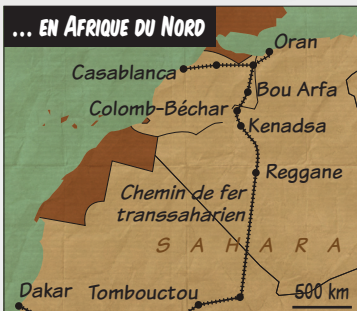 ... EN AFRIQUE DU NORD
Oran
Casablanca
Bou Arfa
Colomb-Béchar
Kenadsa
Reggane
Chemin de fer
transsaharien
SAHARA
Dakar
Tombouctou
500 km